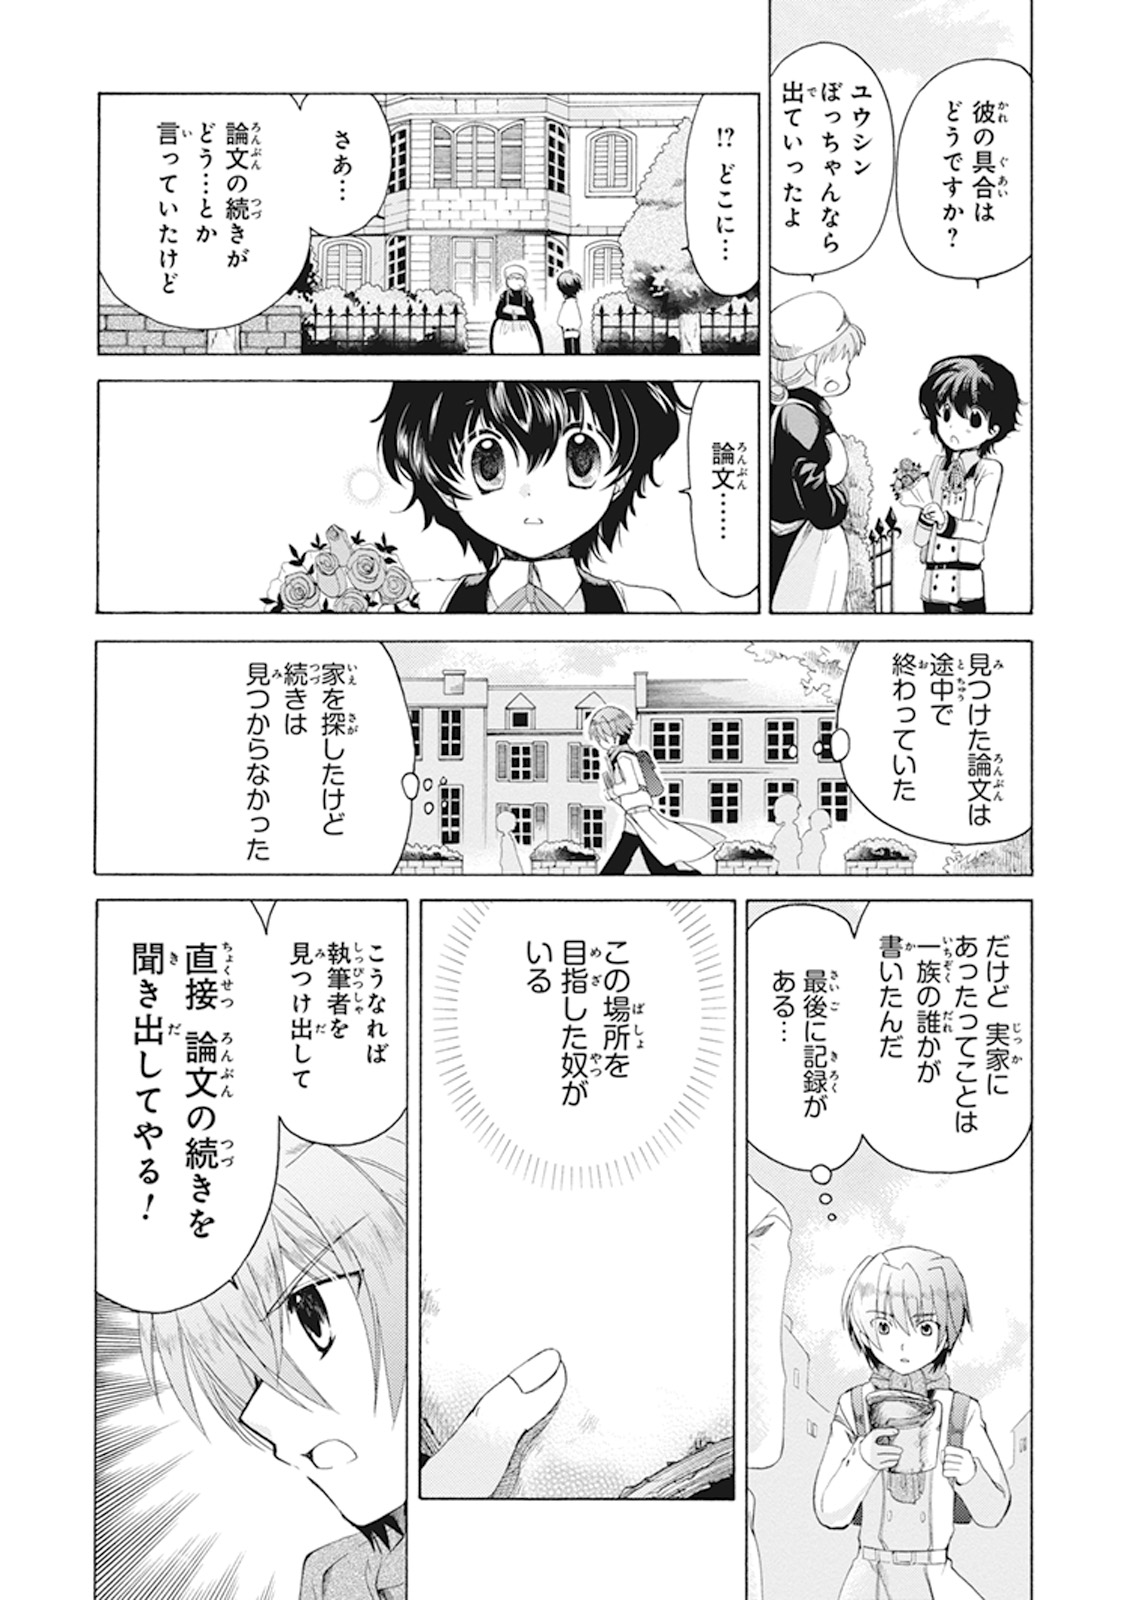 彼の具合は
どうですか？
ユウシン
ぼっちゃんなら
出ていったよ
!? どこに…
さあ…
論文の続きが
どう…とか
言っていたけど
論文……
見つけた論文は
途中で
終わっていた
家を探したけど
続きは
見つからなかった
だけど 実家に
あったってことは
一族の誰かが
書いたんだ
最後に記録が
ある…
この場所を
目指した奴が
いる
こうなれば
執筆者を
見つけ出して
直接 論文の続きを
聞き出してやる！